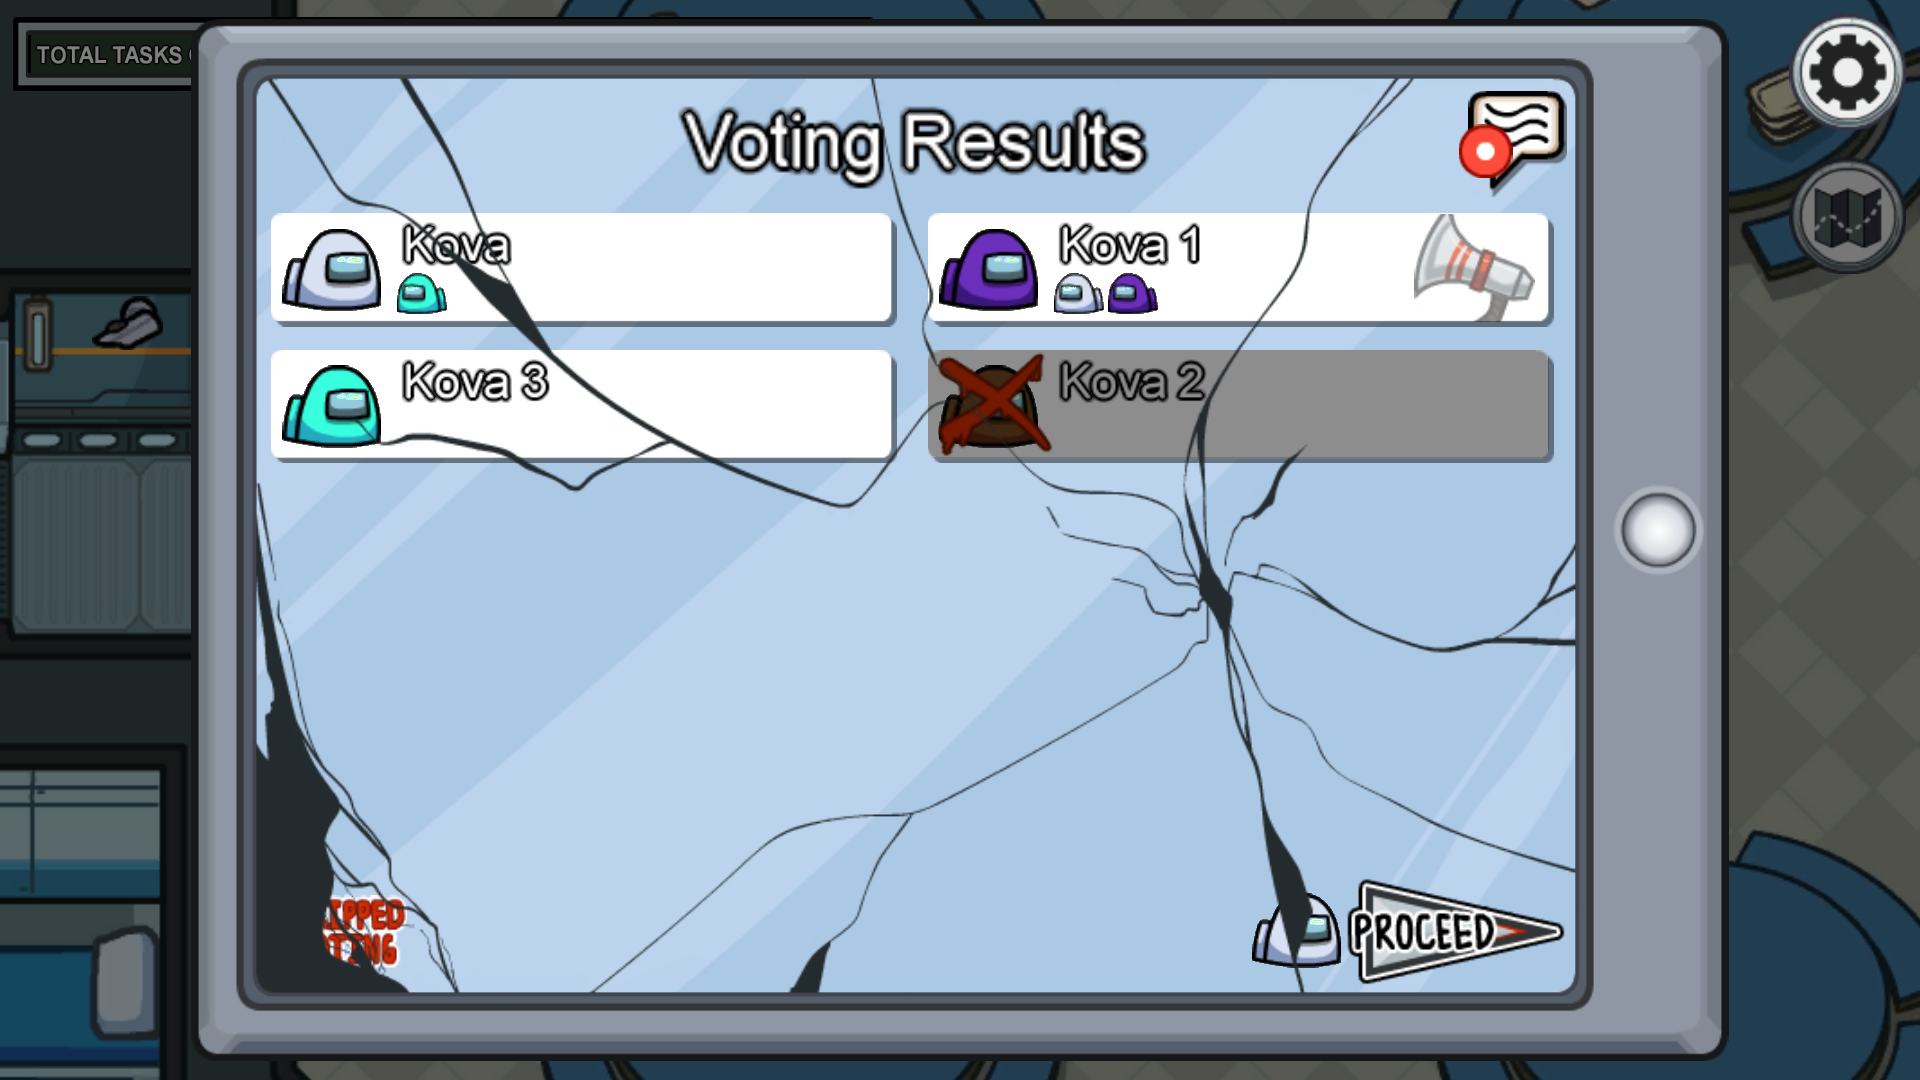 TOTAL TASKS
Voting Results
Kova
Kova 1
Kova 3
Kova 2
PROCEED